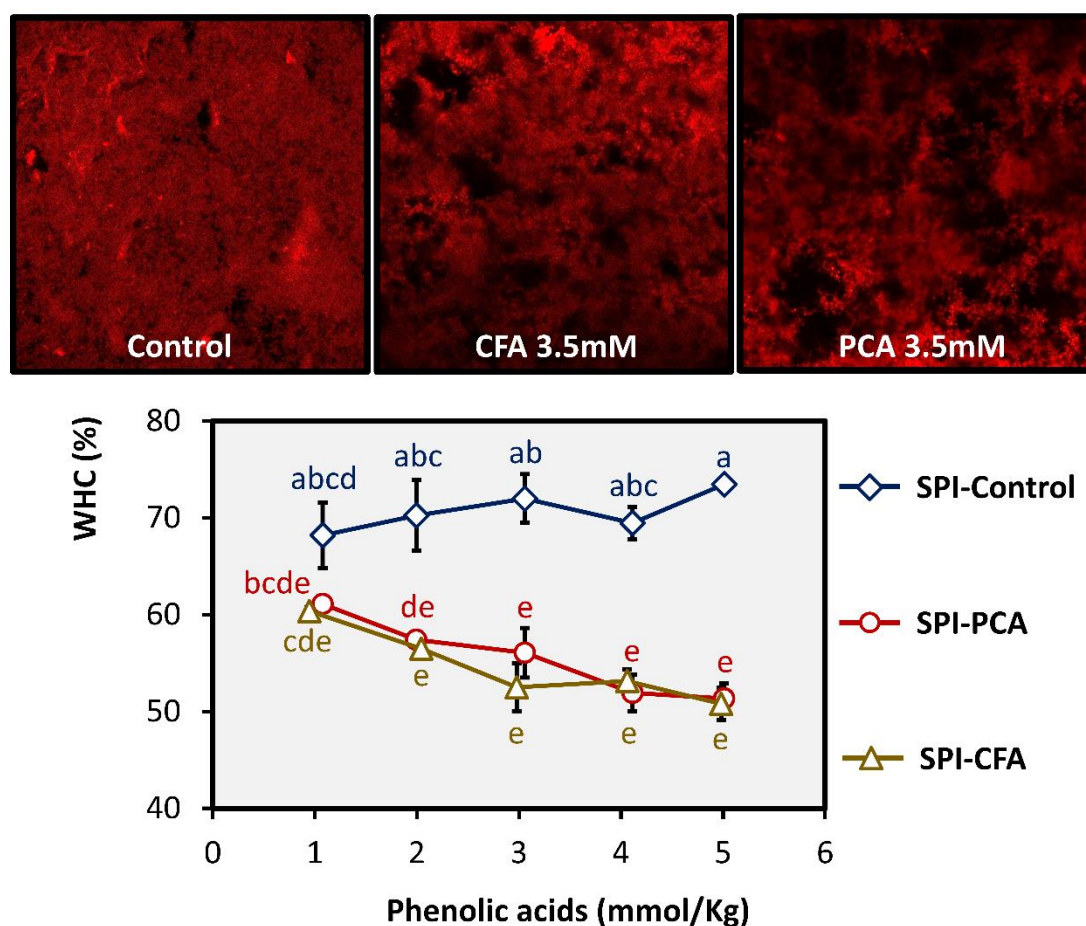 Control
CFA 3.5mM
PCA 3.5mM
WHC (%)
80
70
60
50
40
abcd
abc
ab
abc
a
bcde
de
e
e
e
cde
e
e
e
e
SPI-Control
SPI-PCA
SPI-CFA
0 1 2 3 4 5 6
Phenolic acids (mmol/Kg)